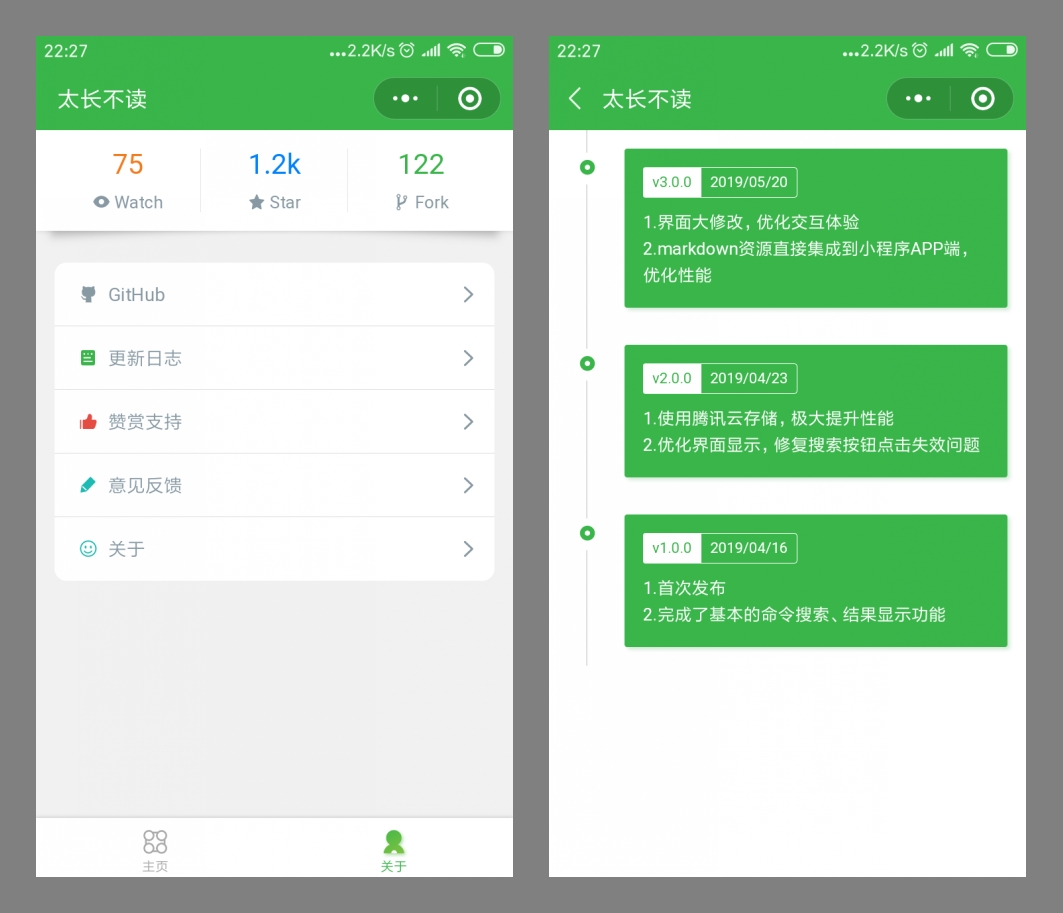 22:27
...2.2K/s
太长不读
75
1.2k
122
Watch
Star
Fork
GitHub
更新日志
赞赏支持
意见反馈
关于
主页
关于
22:27
...2.2K/s
太长不读
v3.0.0 2019/05/20
1.界面大修改，优化交互体验
2.markdown资源直接集成到小程序APP端，
优化性能
v2.0.0 2019/04/23
1.使用腾讯云存储，极大提升性能
2.优化界面显示，修复搜索按钮点击失效问题
v1.0.0 2019/04/16
1.首次发布
2.完成了基本的命令搜索、结果显示功能